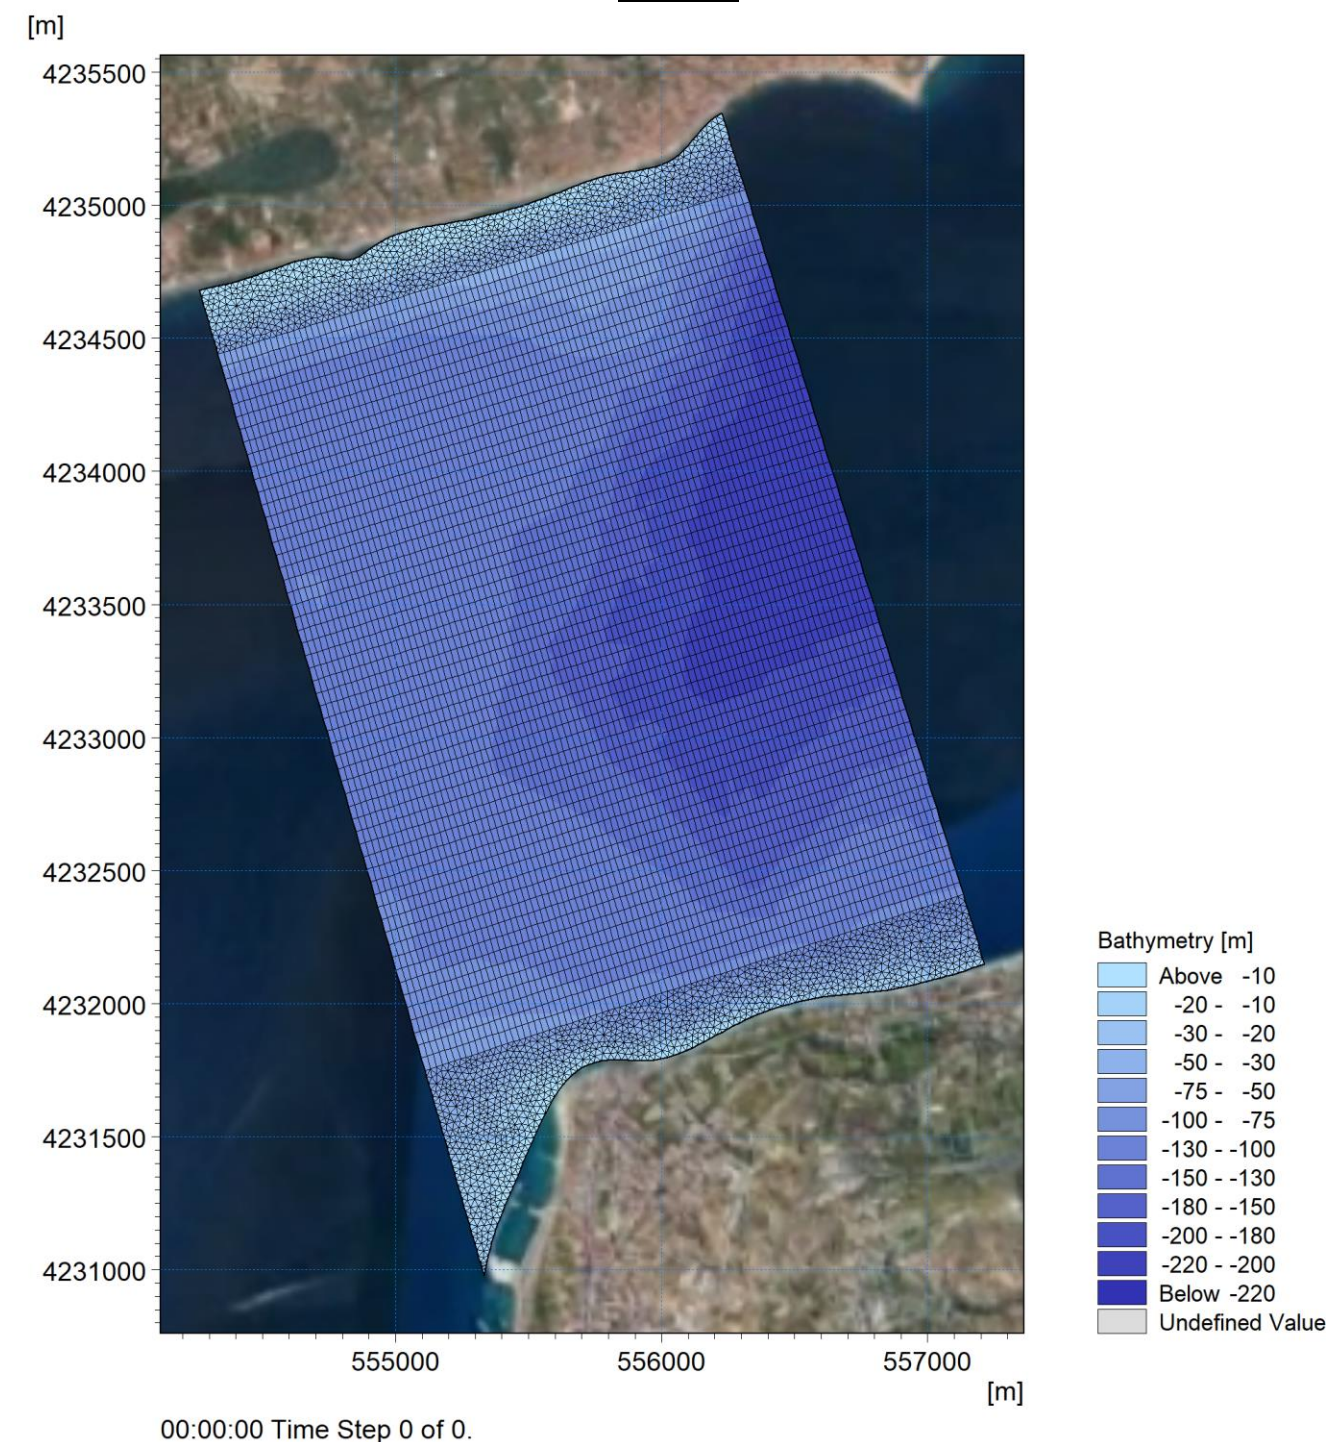 [m]
4235500
4235000
4234500
4234000
4233500
4233000
4232500
4232000
4231500
4231000
555000 556000 557000
[m]
00:00:00 Time Step 0 of 0.
Bathymetry [m]
Above -10
-20 - -10
-30 - -20
-50 - -30
-75 - -50
-100 - -75
-130 - -100
-150 - -130
-180 - -150
-200 - -180
-220 - -200
Below -220
Undefined Value